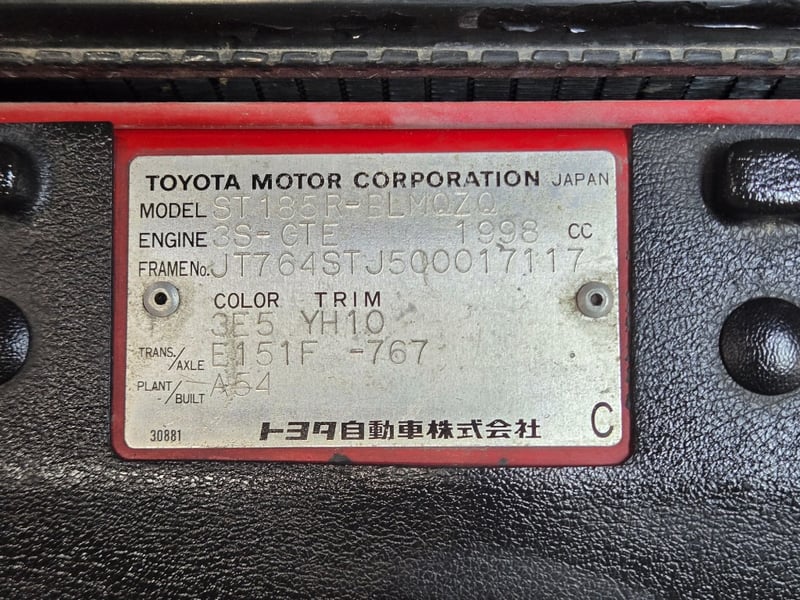 TOYOTA MOTOR CORPORATION JAPAN
MODEL ST185R-BLMQZQ
ENGINE 3S-GTE 1998 CC
FRAME No. JT764STJ500017117
COLOR TRIM
3E5 YH10
TRANS./AXLE E151F -767
PLANT/BUILT A54
30881 トヨタ自動車株式会社 C